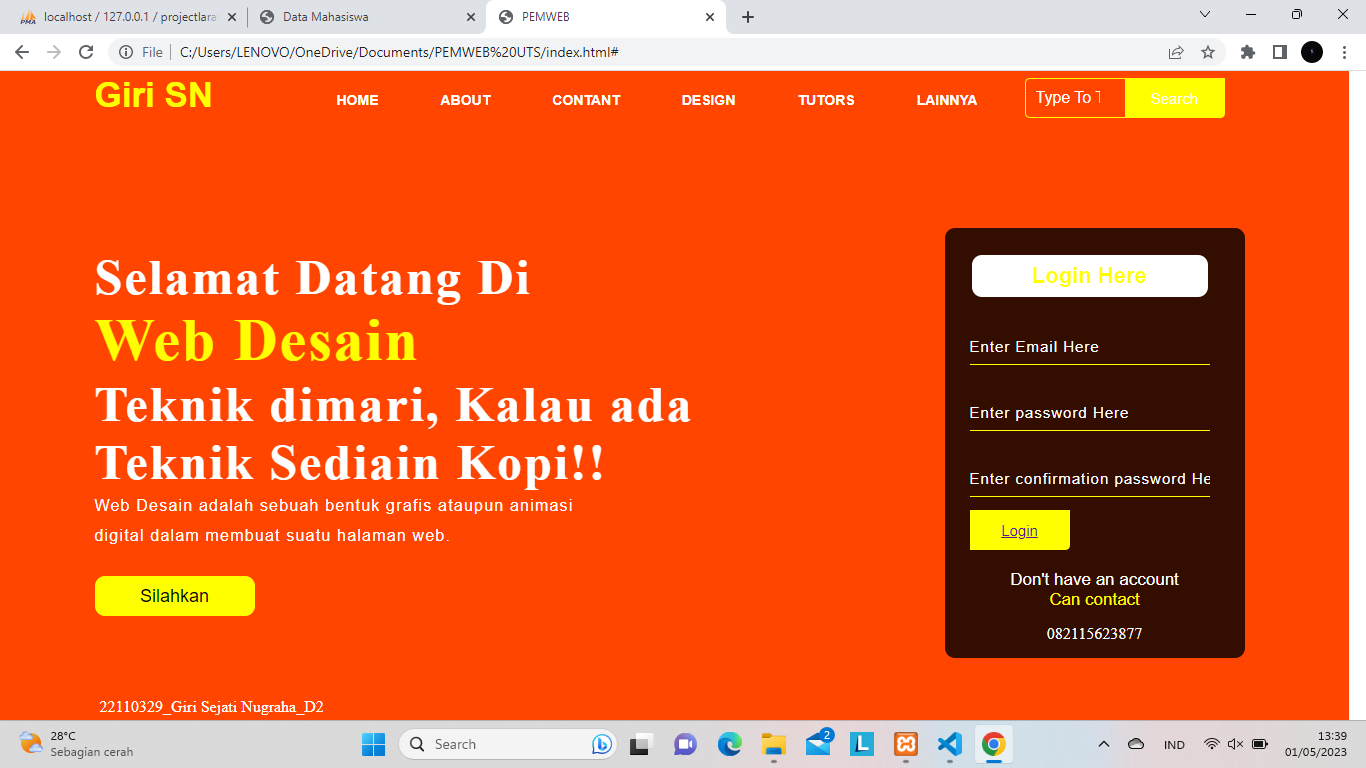 localhost / 127.0.0.1 / projectlara
Data Mahasiswa
PEMWEB
File
C:/Users/LENOVO/OneDrive/Documents/PEMWEB%20UTS/index.html#
Giri SN
HOME
ABOUT
CONTANT
DESIGN
TUTORS
LAINNYA
Type To T
Search
Selamat Datang Di
Web Desain
Teknik dimari, Kalau ada
Teknik Sediain Kopi!!
Web Desain adalah sebuah bentuk grafis ataupun animasi
digital dalam membuat suatu halaman web.
Silahkan
Login Here
Enter Email Here
Enter password Here
Enter confirmation password He
Login
Don't have an account
Can contact
082115623877
22110329_Giri Sejati Nugraha_D2
28°C
Sebagian cerah
Search
2
L
IND
13:39
01/05/2023